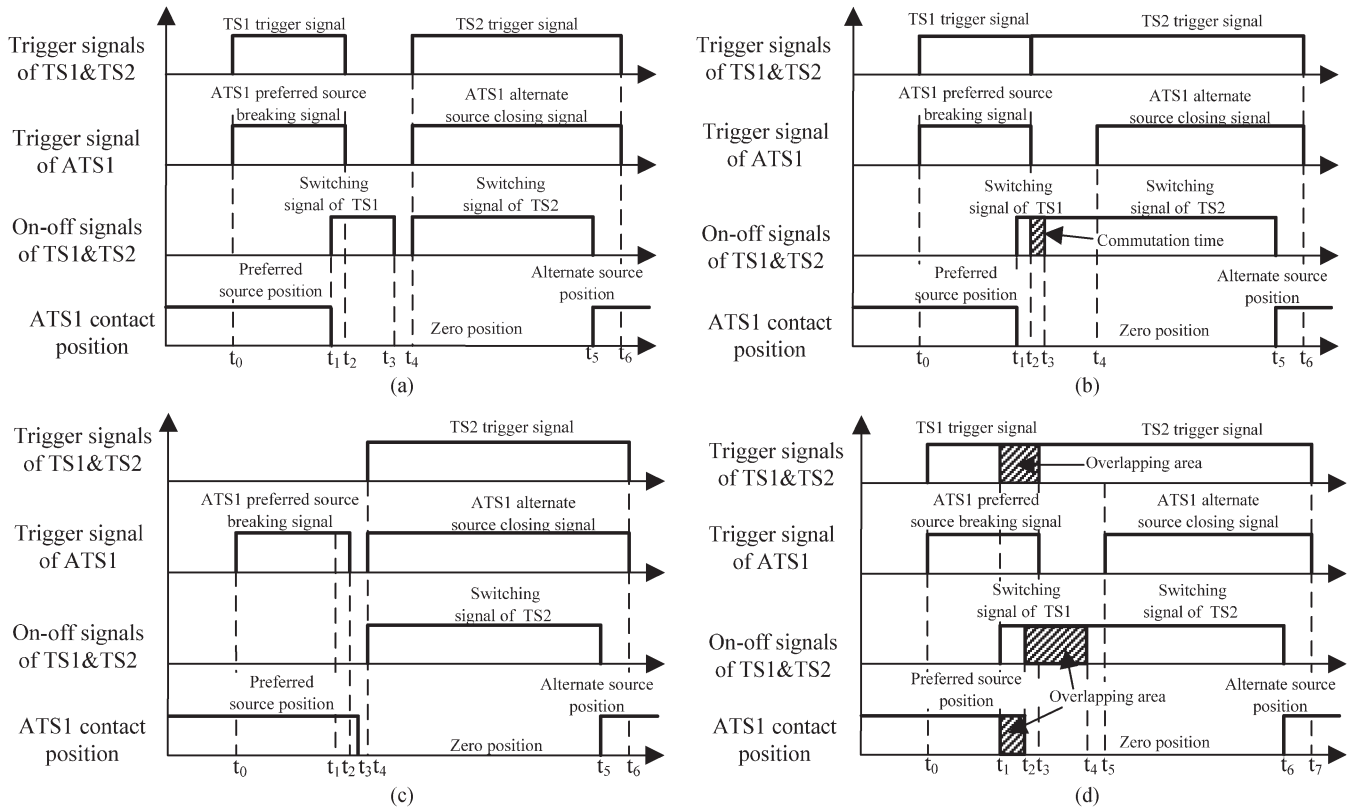 TS1 trigger signal
TS2 trigger signal
Trigger signals
of TS1&TS2
ATS1 preferred source
breaking signal
ATS1 alternate
source closing signal
Trigger signal
of ATS1
Switching
signal of TS1
Switching
signal of TS2
On-off signals
of TS1&TS2
Preferred
source position
Alternate source
position
ATS1 contact
position
Zero position
t0 t1 t2 t3 t4 t5 t6
(a)
TS1 trigger signal
TS2 trigger signal
Trigger signals
of TS1&TS2
ATS1 preferred source
breaking signal
ATS1 alternate
source closing signal
Trigger signal
of ATS1
Switching
signal of TS1
Switching
signal of TS2
On-off signals
of TS1&TS2
Commutation time
Preferred
source position
Alternate source
position
ATS1 contact
position
Zero position
t0 t1 t2 t3 t4 t5 t6
(b)
TS2 trigger signal
Trigger signals
of TS1&TS2
ATS1 preferred source
breaking signal
ATS1 alternate
source closing signal
Trigger signal
of ATS1
Switching
signal of TS2
On-off signals
of TS1&TS2
Preferred
source position
Alternate source
position
ATS1 contact
position
Zero position
t0 t1 t2 t3 t4 t5 t6
(c)
TS1 trigger signal
TS2 trigger signal
Trigger signals
of TS1&TS2
Overlapping area
ATS1 preferred
source breaking signal
ATS1 alternate
source closing signal
Trigger signal
of ATS1
Switching
signal of TS1
Switching
signal of TS2
On-off signals
of TS1&TS2
Preferred source
position
Overlapping area
Alternate source
position
ATS1 contact
position
Zero position
t0 t1 t2 t3 t4 t5 t6 t7
(d)